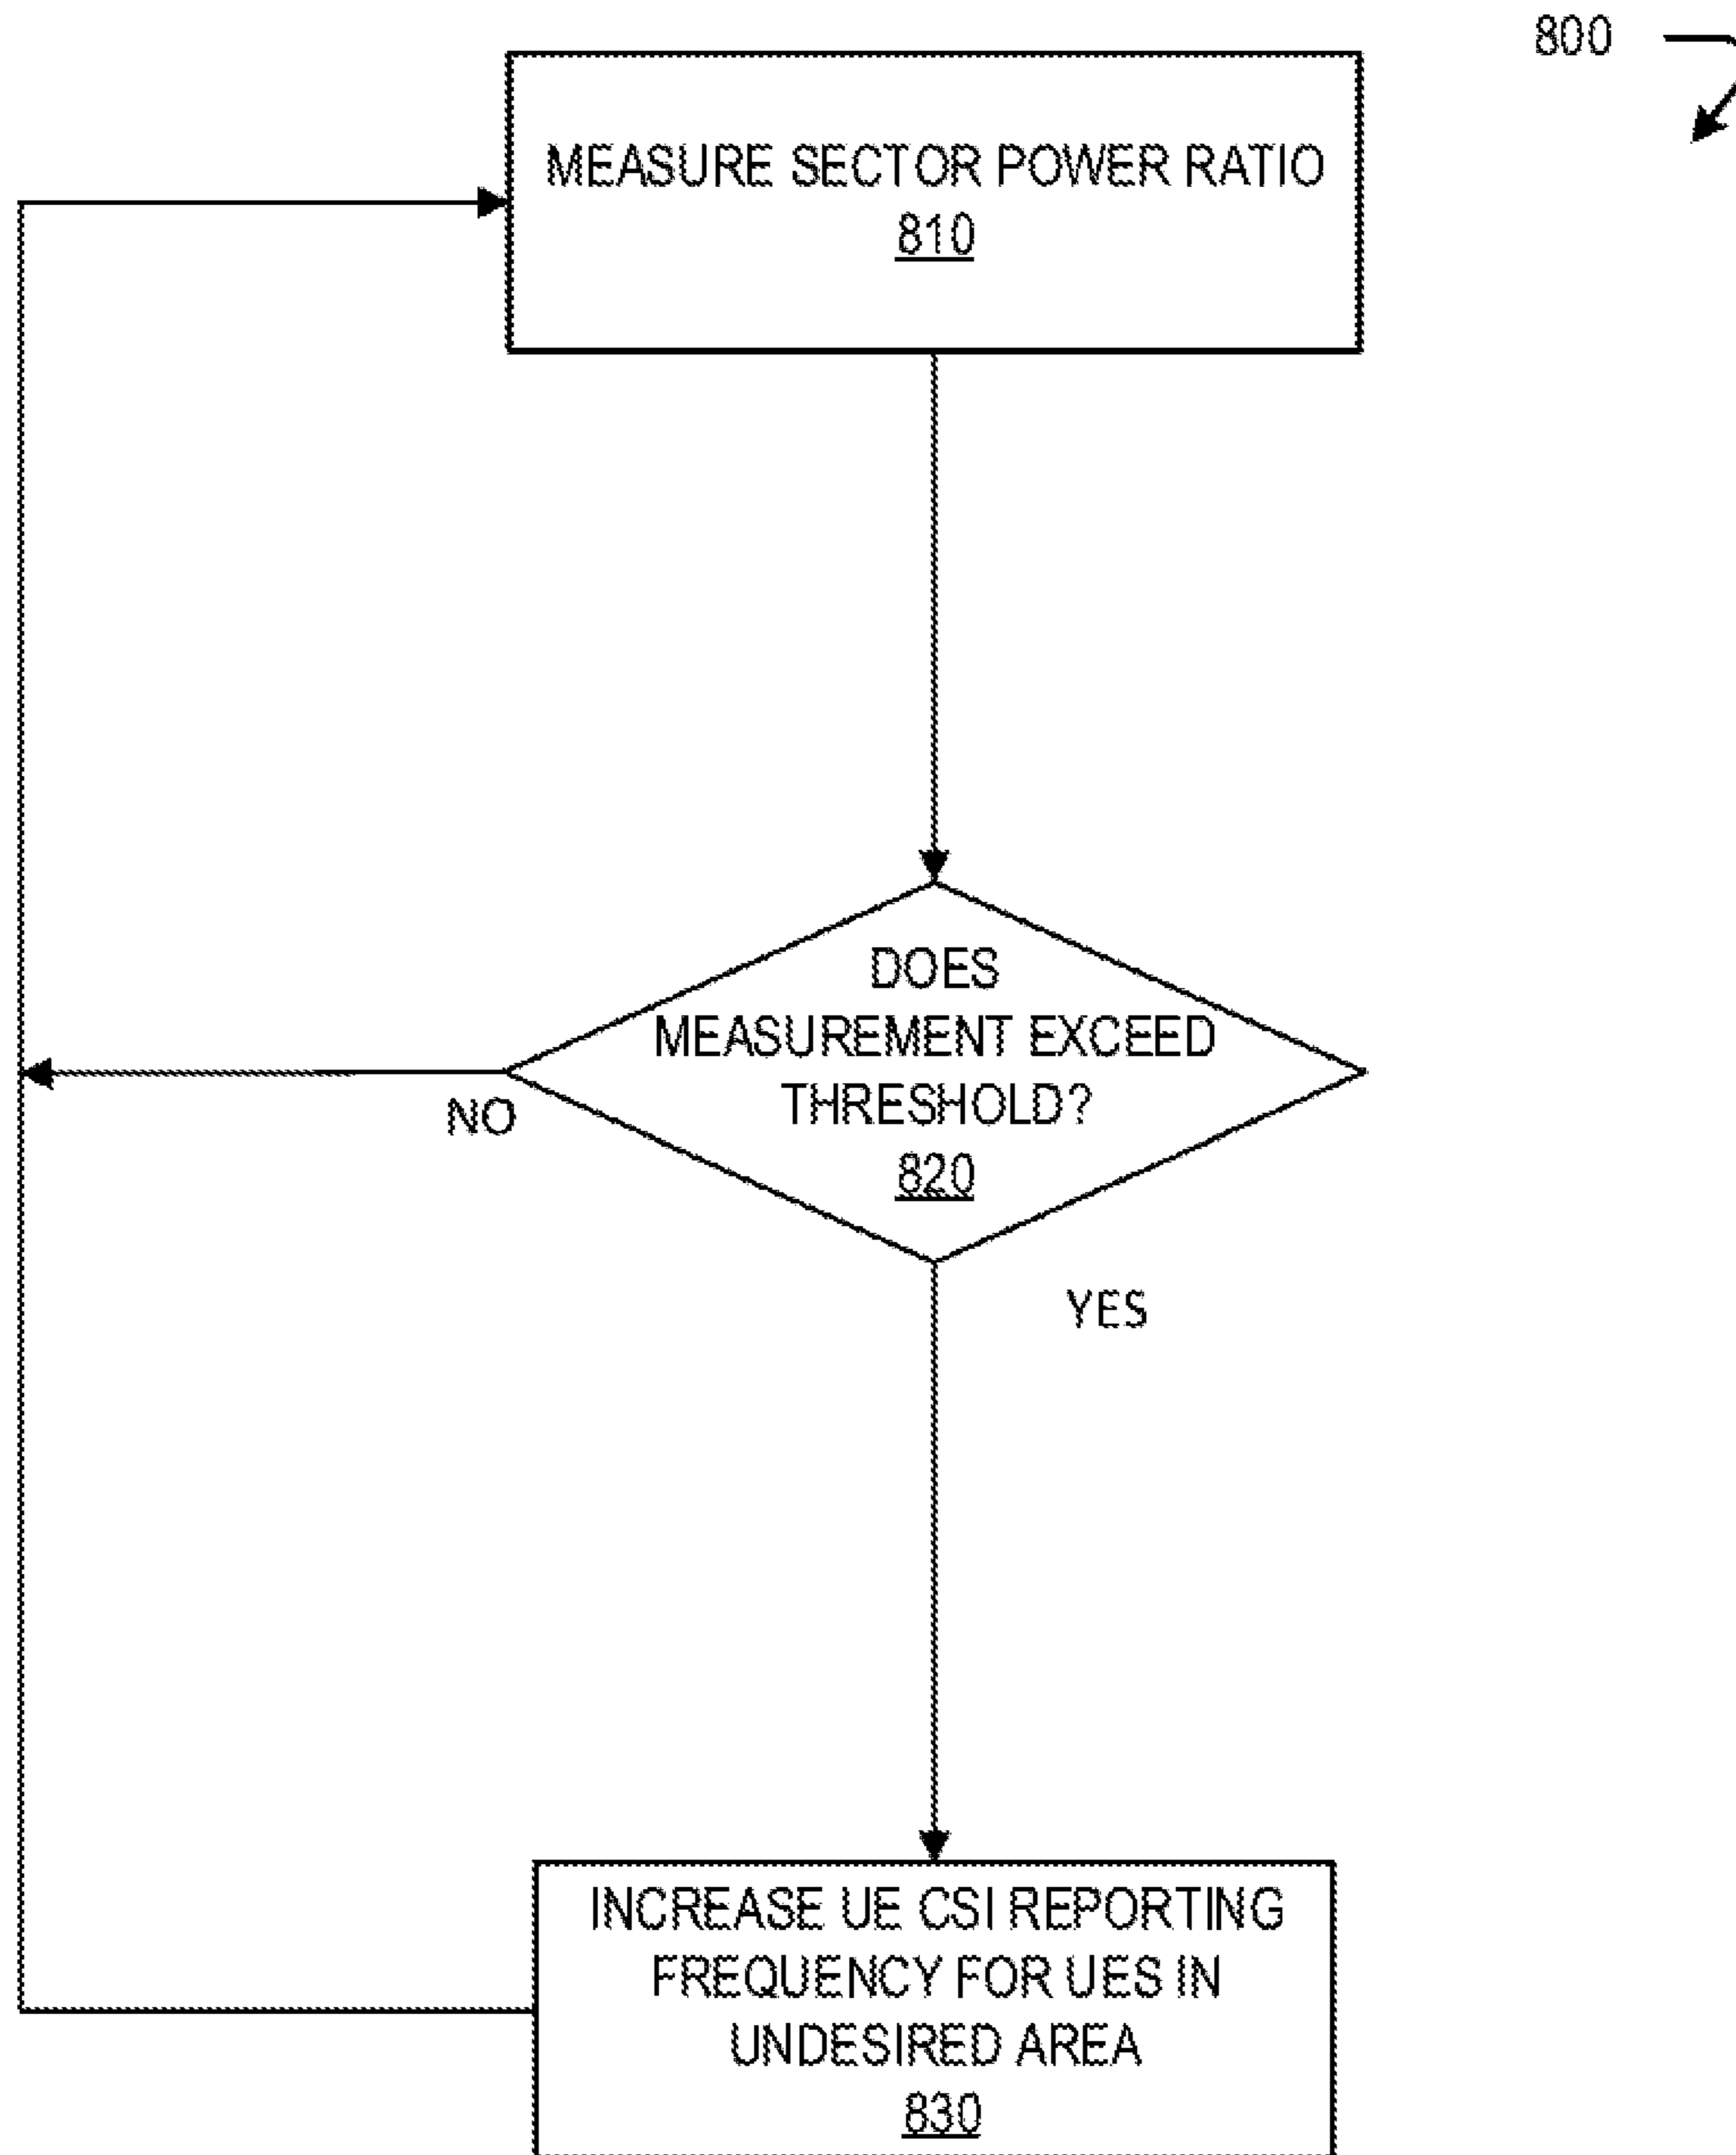 800
MEASURE SECTOR POWER RATIO
810
DOES
MEASUREMENT EXCEED
THRESHOLD?
820
NO
YES
INCREASE UE CSI REPORTING
FREQUENCY FOR UES IN
UNDESIRED AREA
830